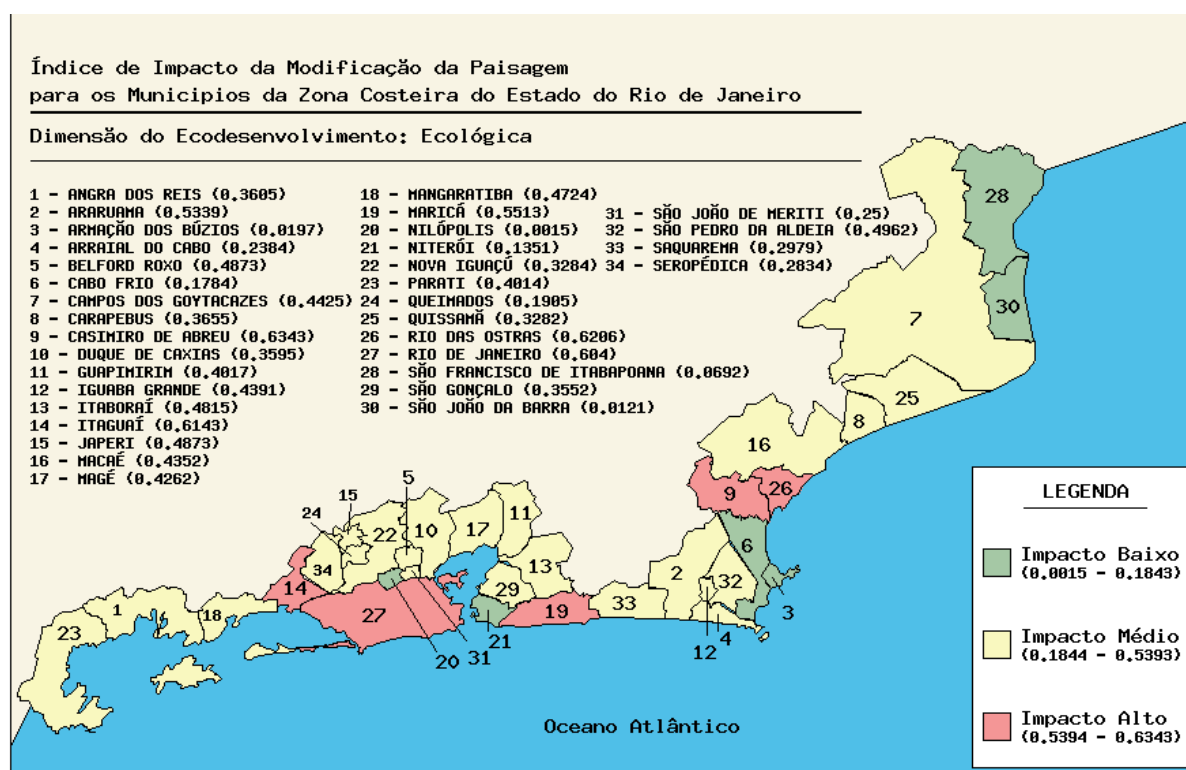 Índice de Impacto da Modificação da Paisagem
para os Municipios da Zona Costeira do Estado do Rio de Janeiro
Dimensão do Ecodesenvolvimento: Ecológica
1 - ANGRA DOS REIS (0.3605)
2 - ARARUAMA (0.5339)
3 - ARMAÇÃO DOS BÚZIOS (0.0197)
4 - ARRAIAL DO CABO (0.2384)
5 - BELFORD ROXO (0.4873)
6 - CABO FRIO (0.1784)
7 - CAMPOS DOS GOYTACAZES (0.4425)
8 - CARAPEBUS (0.3655)
9 - CASIMIRO DE ABREU (0.6343)
10 - DUQUE DE CAXIAS (0.3595)
11 - GUAPIMIRIM (0.4017)
12 - IGUABA GRANDE (0.4391)
13 - ITABORAÍ (0.4815)
14 - ITAGUAÍ (0.6143)
15 - JAPERI (0.4873)
16 - MACAÉ (0.4352)
17 - MAGÉ (0.4262)
18 - MANGARATIBA (0.4724)
19 - MARICÁ (0.5513)
20 - NILÓPOLIS (0.0015)
21 - NITERÓI (0.1351)
22 - NOVA IGUAÇÚ (0.3284)
23 - PARATI (0.4014)
24 - QUEIMADOS (0.1905)
25 - QUISSAMÃ (0.3282)
26 - RIO DAS OSTRAS (0.6206)
27 - RIO DE JANEIRO (0.604)
28 - SÃO FRANCISCO DE ITABAPOANA (0.0692)
29 - SÃO GONÇALO (0.3552)
30 - SÃO JOÃO DA BARRA (0.0121)
31 - SÃO JOÃO DE MERITI (0.25)
32 - SÃO PEDRO DA ALDEIA (0.4962)
33 - SAQUAREMA (0.2979)
34 - SEROPÉDICA (0.2834)
28
30
7
25
8
16
9
26
6
5
15
24
22
10
17
11
34
14
13
29
2
32
27
19
33
3
1
18
23
21
4
20
31
12
Oceano Atlântico
LEGENDA
Impacto Baixo
(0.0015 - 0.1843)
Impacto Médio
(0.1844 - 0.5393)
Impacto Alto
(0.5394 - 0.6343)